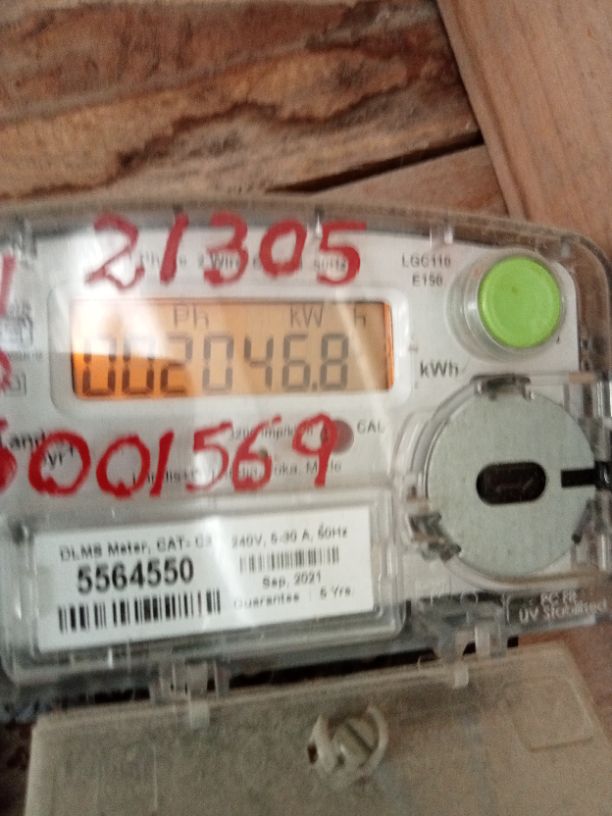 21305
LGC110
E150
Ph kW h
002046.8
kWh
CAL
001569
DLMS Meter, CAT- C2 240V, 5-30 A, 50Hz
5564550
Sep, 2021
Guarantee 5 Yrs.
UV Stabilized